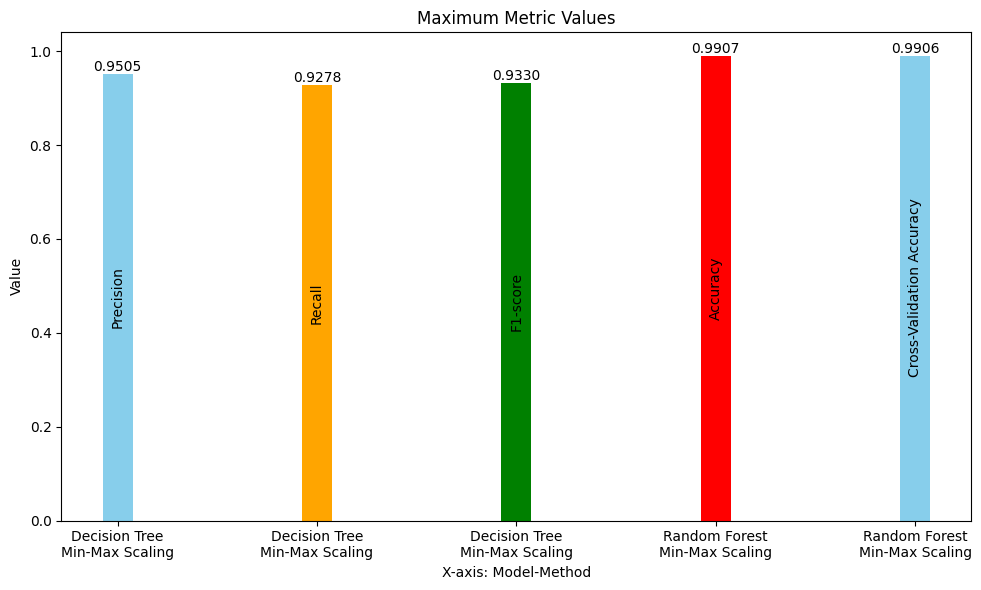 Maximum Metric Values
Value
1.0
0.8
0.6
0.4
0.2
0.0
0.9505
0.9278
0.9330
0.9907
0.9906
Precision
Recall
F1-score
Accuracy
Cross-Validation Accuracy
Decision Tree
Min-Max Scaling
Decision Tree
Min-Max Scaling
Decision Tree
Min-Max Scaling
Random Forest
Min-Max Scaling
Random Forest
Min-Max Scaling
X-axis: Model-Method